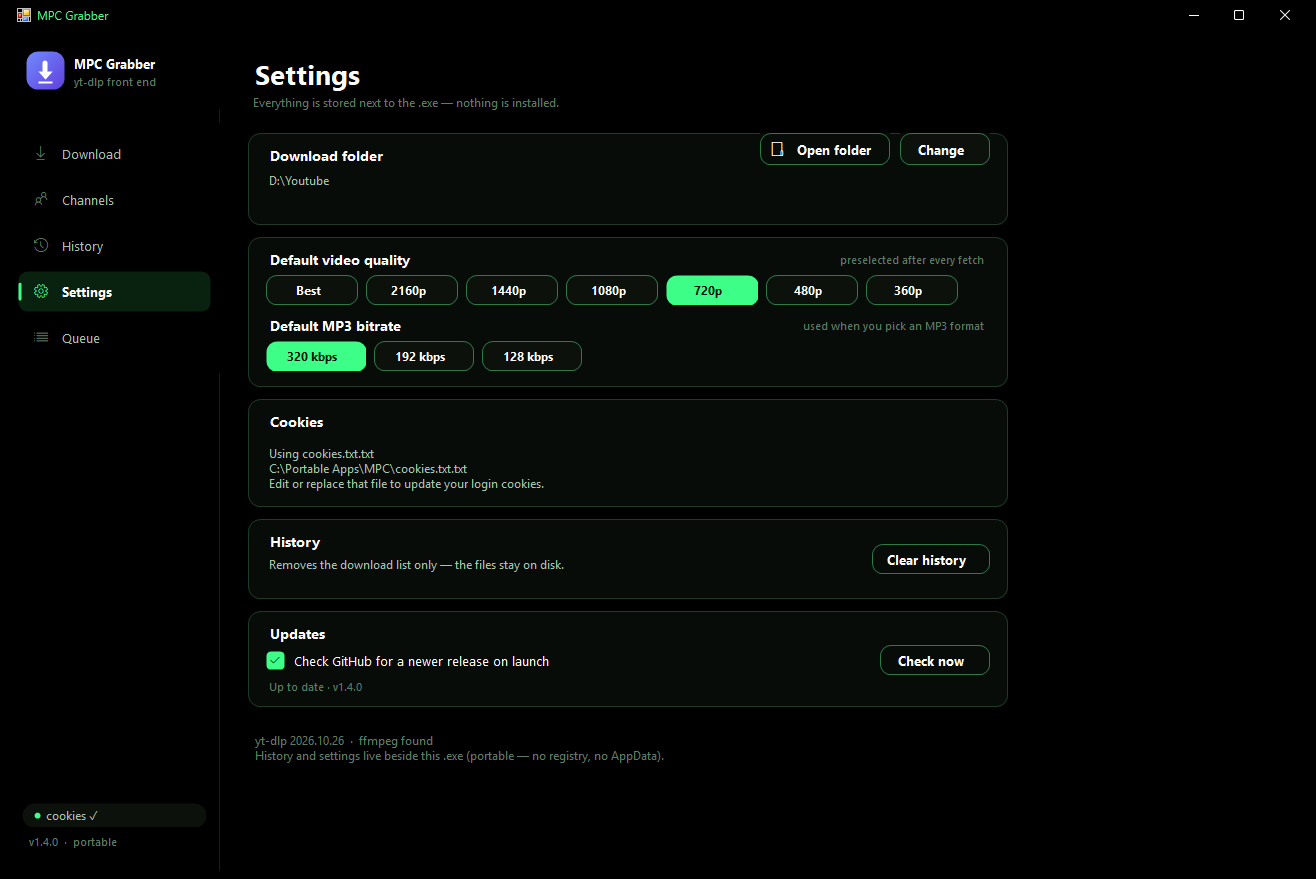 MPC Grabber
MPC Grabber
yt-dlp front end
Download
Channels
History
Settings
Queue
cookies ✓
v1.4.0 · portable
Settings
Everything is stored next to the .exe — nothing is installed.
Download folder
Open folder
Change
D:\Youtube
Default video quality
preselected after every fetch
Best
2160p
1440p
1080p
720p
480p
360p
Default MP3 bitrate
used when you pick an MP3 format
320 kbps
192 kbps
128 kbps
Cookies
Using cookies.txt.txt
C:\Portable Apps\MPC\cookies.txt.txt
Edit or replace that file to update your login cookies.
History
Removes the download list only — the files stay on disk.
Clear history
Updates
Check GitHub for a newer release on launch
Check now
Up to date · v1.4.0
yt-dlp 2026.10.26 · ffmpeg found
History and settings live beside this .exe (portable — no registry, no AppData).